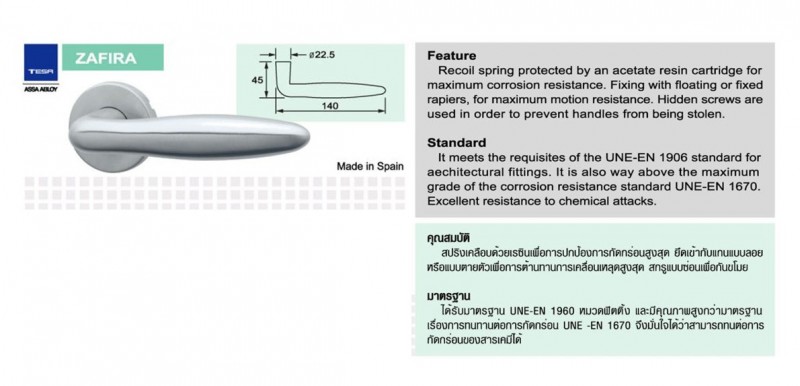 TESA
ASSA ABLOY
ZAFIRA
ø22.5
45
140
Made in Spain
Feature
Recoil spring protected by an acetate resin cartridge for
maximum corrosion resistance. Fixing with floating or fixed
rapiers, for maximum motion resistance. Hidden screws are
used in order to prevent handles from being stolen.
Standard
It meets the requisites of the UNE-EN 1906 standard for
aechitectural fittings. It is also way above the maximum
grade of the corrosion resistance standard UNE-EN 1670.
Excellent resistance to chemical attacks.
คุณสมบัติ
สปริงเคลือบด้วยเรซินเพื่อการปกป้องการกัดกร่อนสูงสุด ยึดเข้ากับแกนแบบลอย
หรือแบบตายตัวเพื่อการต้านทานการเคลื่อนเหตุสูงสุด สกรูแบบซ่อนเพื่อกันขโมย
มาตรฐาน
ได้รับมาตรฐาน UNE-EN 1960 หมวดฟิตติ้ง และมีคุณภาพสูงกว่ามาตรฐาน
เรื่องการทนทานต่อการกัดกร่อน UNE -EN 1670 จึงมั่นใจได้ว่าสามารถทนต่อการ
กัดกร่อนของสารเคมีได้